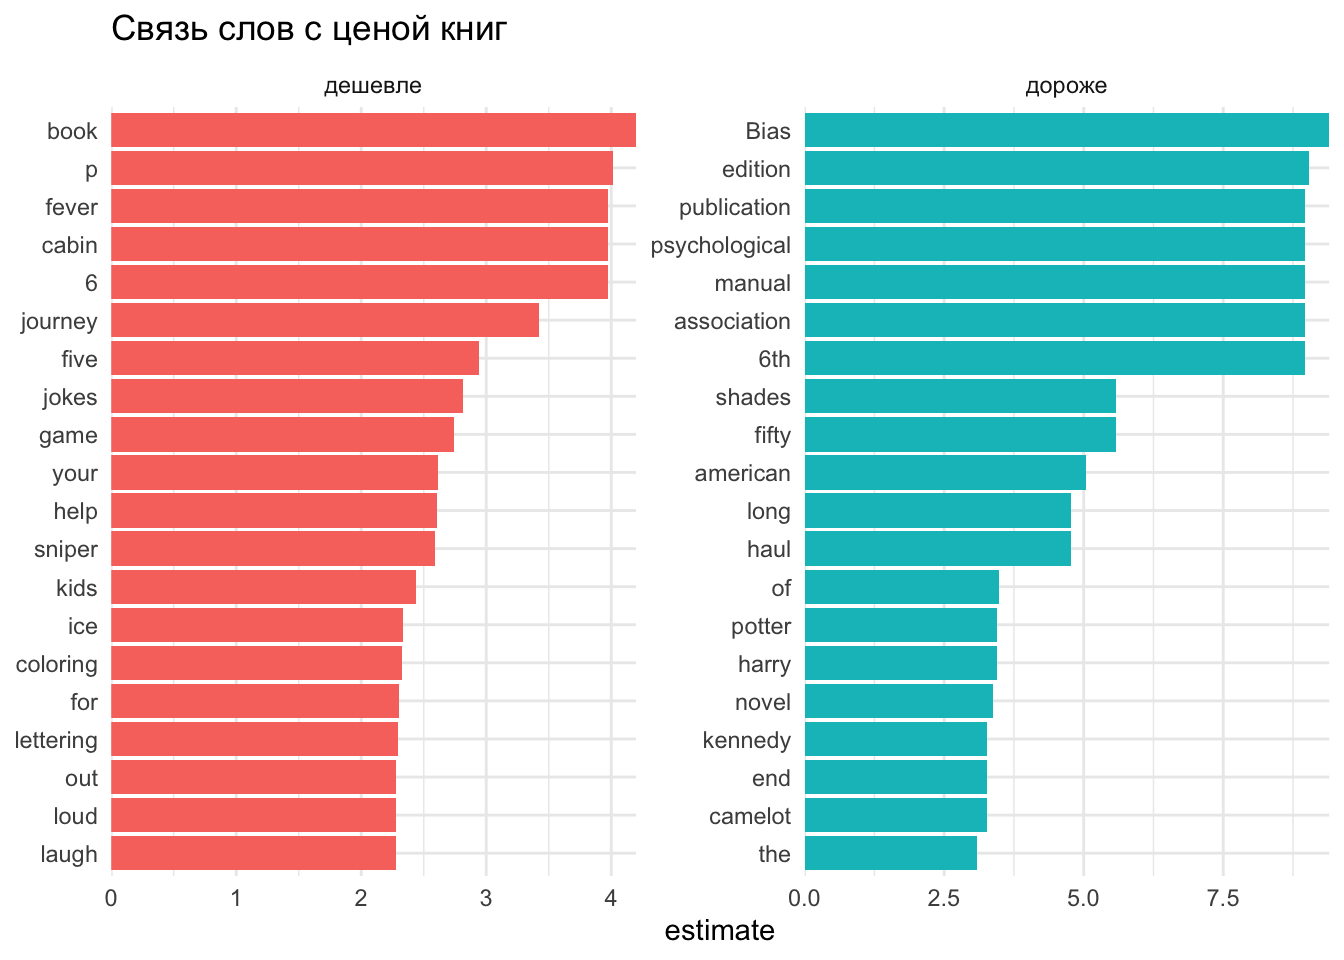 Связь слов с ценой книг
дешевле
book
p
fever
cabin
6
journey
five
jokes
game
your
help
sniper
kids
ice
coloring
for
lettering
out
loud
laugh
0 1 2 3 4
дороже
Bias
edition
publication
psychological
manual
association
6th
shades
fifty
american
long
haul
of
potter
harry
novel
kennedy
end
camelot
the
0.0 2.5 5.0 7.5
estimate